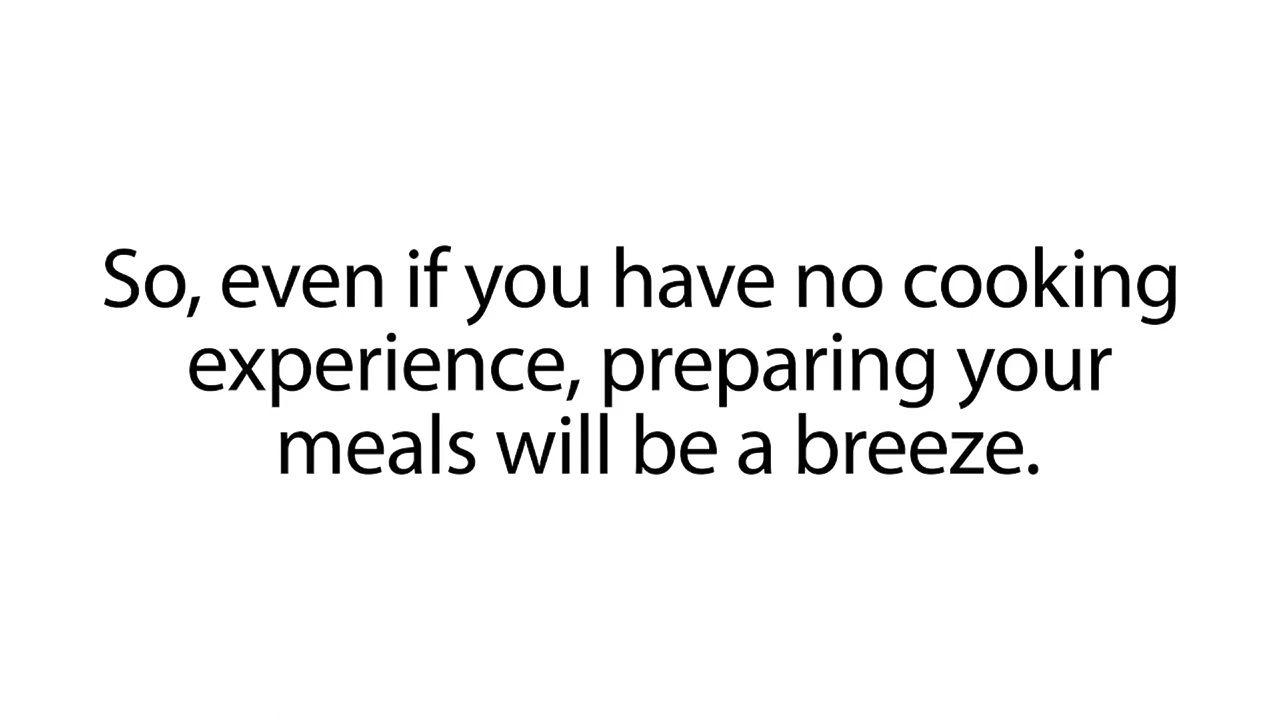 So, even if you have no cooking
experience, preparing your
meals will be a breeze.